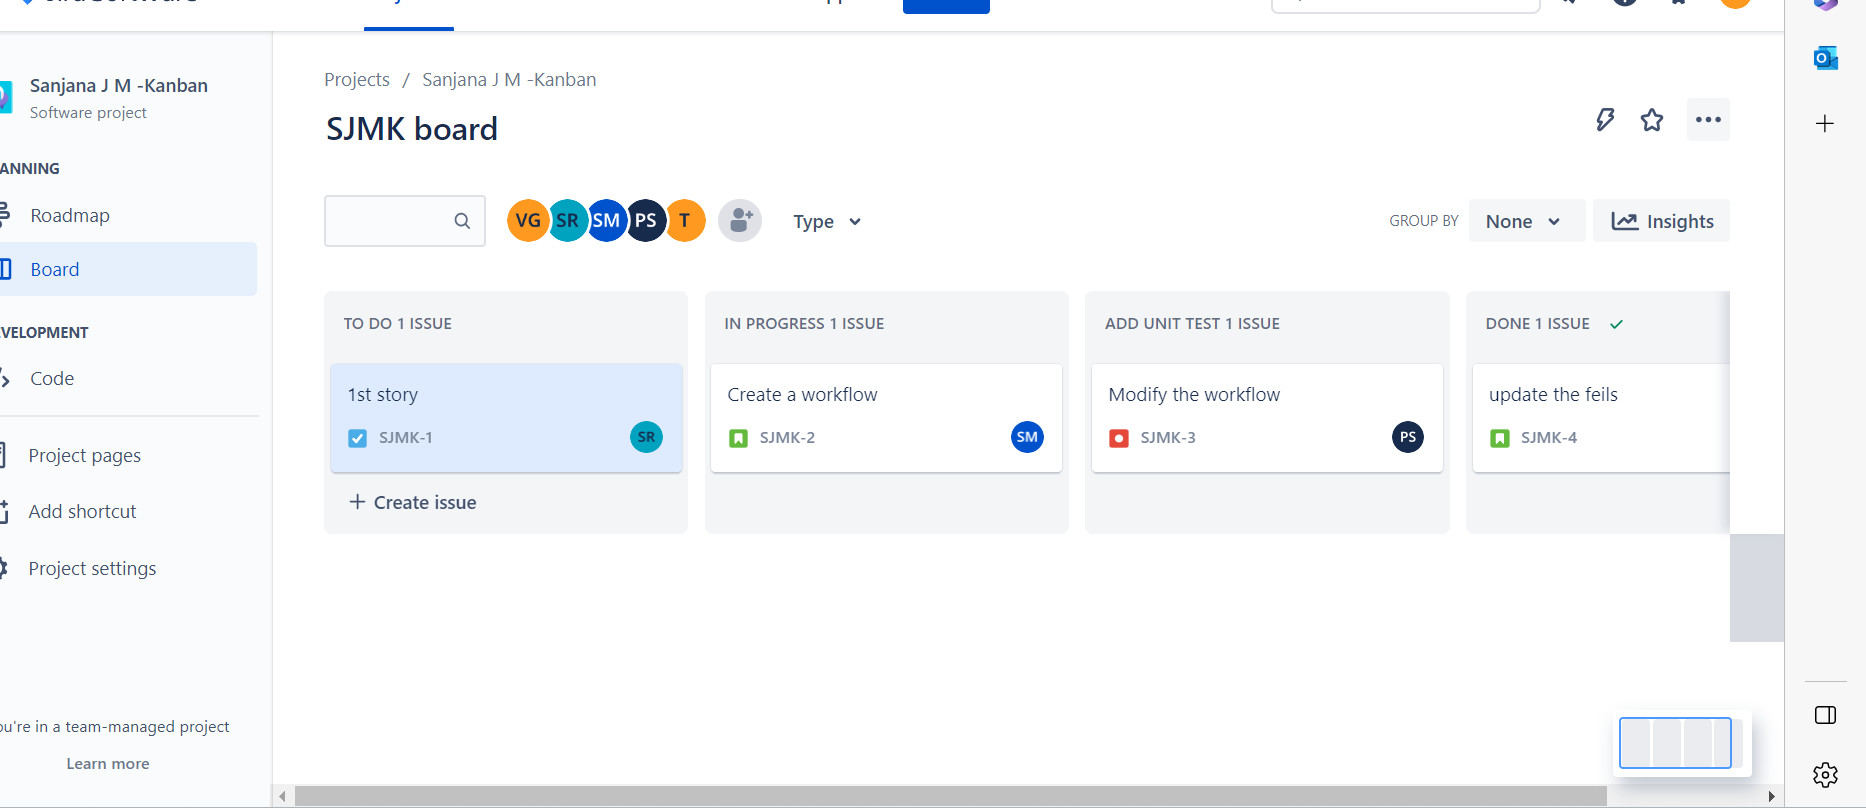 Sanjana J M -Kanban
Software project
ANNING
Roadmap
Board
VELOPMENT
Code
Project pages
Add shortcut
Project settings
ou're in a team-managed project
Learn more
Projects / Sanjana J M -Kanban
SJMK board
VG SR SM PS T Type GROUP BY None Insights
TO DO 1 ISSUE
1st story
SJMK-1 SR
+ Create issue
IN PROGRESS 1 ISSUE
Create a workflow
SJMK-2 SM
ADD UNIT TEST 1 ISSUE
Modify the workflow
SJMK-3 PS
DONE 1 ISSUE
update the feils
SJMK-4